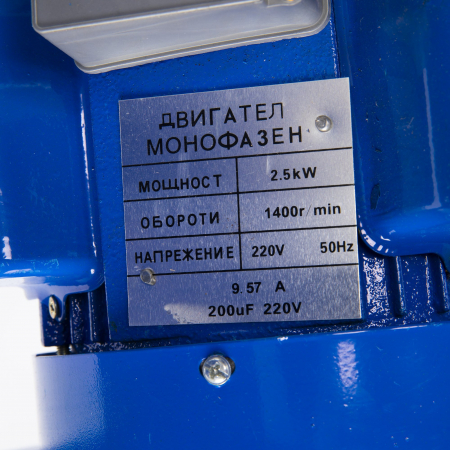 ДВИГАТЕЛ
МОНОФАЗЕН
МОЩНОСТ 2.5kW
ОБОРОТИ 1400r/min
НАПРЕЖЕНИЕ 220V 50Hz
9.57 A
200uF 220V